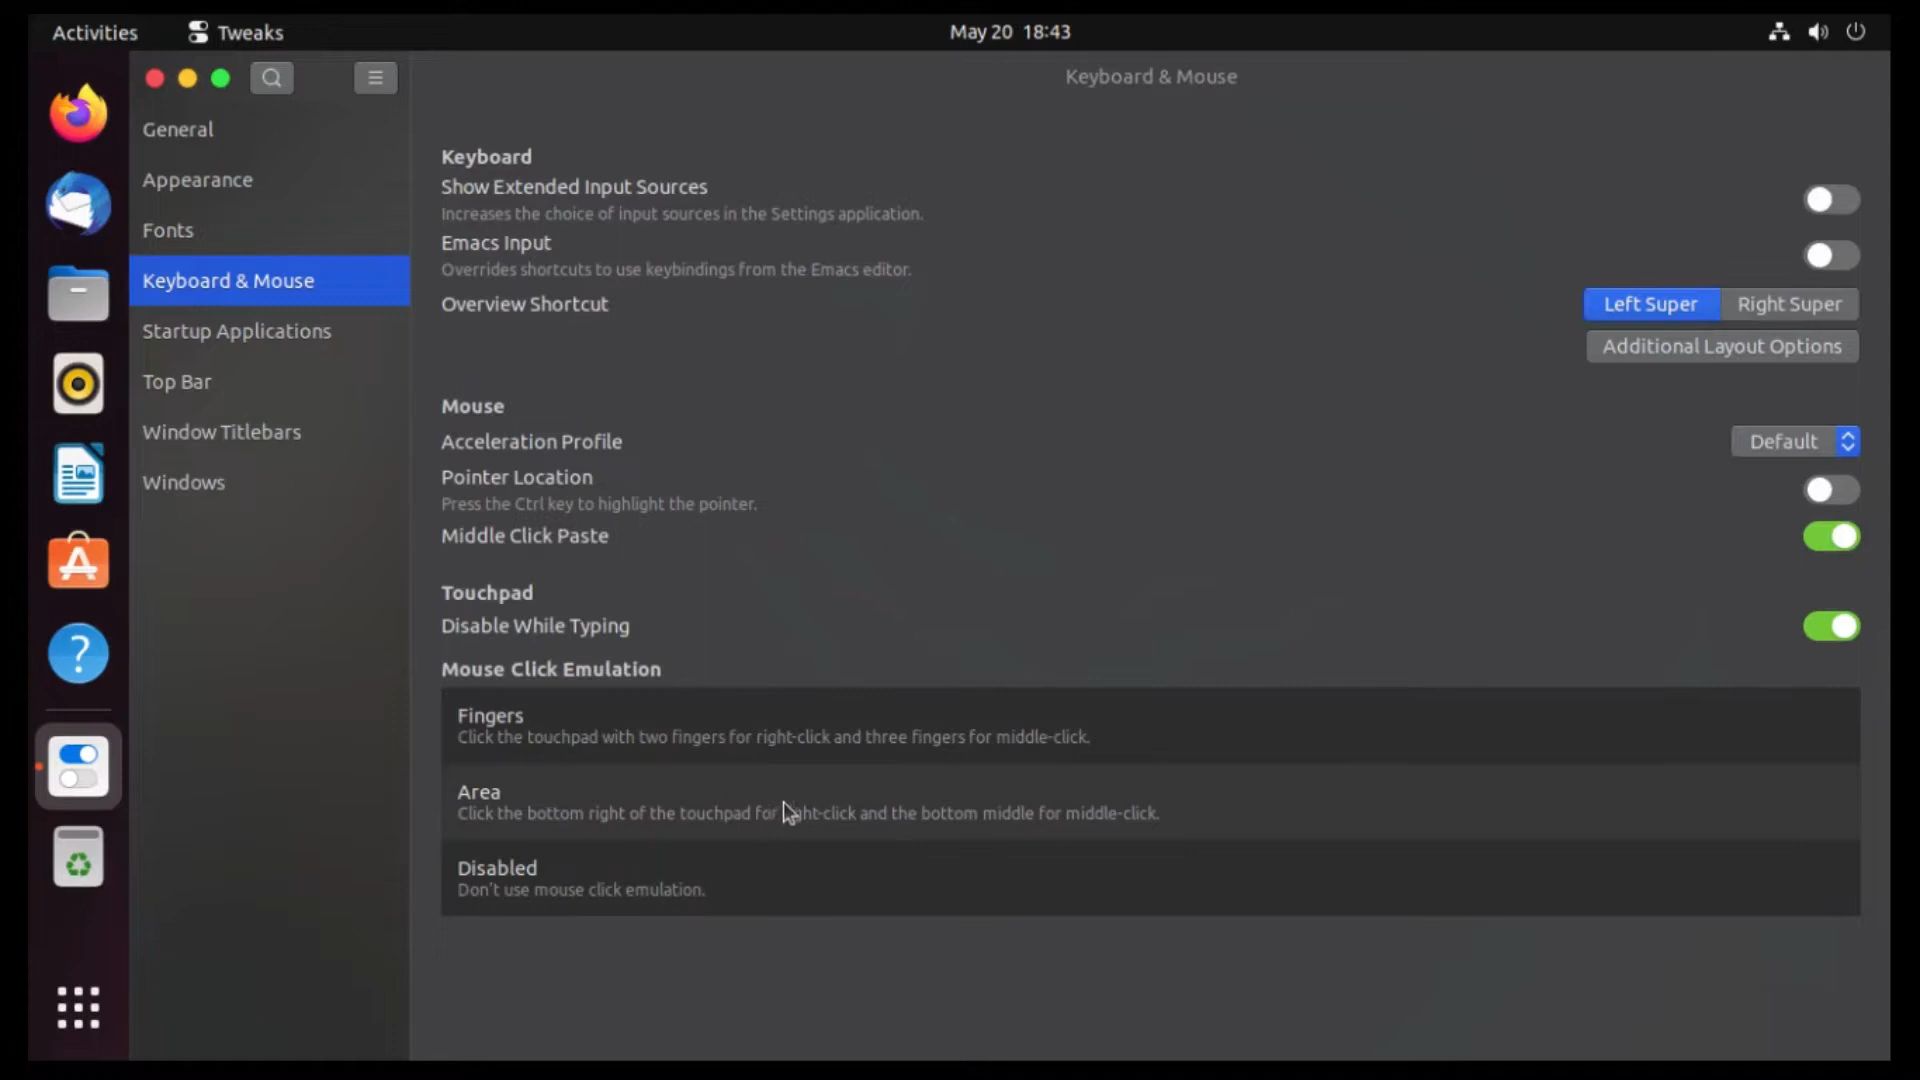 Activities
Tweaks
May 20 18:43
Keyboard & Mouse
General
Appearance
Fonts
Keyboard & Mouse
Startup Applications
Top Bar
Window Titlebars
Windows
Keyboard
Show Extended Input Sources
Increases the choice of input sources in the Settings application.
Emacs Input
Overrides shortcuts to use keybindings from the Emacs editor.
Overview Shortcut
Left Super
Right Super
Additional Layout Options
Mouse
Acceleration Profile
Default
Pointer Location
Press the Ctrl key to highlight the pointer.
Middle Click Paste
Touchpad
Disable While Typing
Mouse Click Emulation
Fingers
Click the touchpad with two fingers for right-click and three fingers for middle-click.
Area
Click the bottom right of the touchpad for right-click and the bottom middle for middle-click.
Disabled
Don't use mouse click emulation.